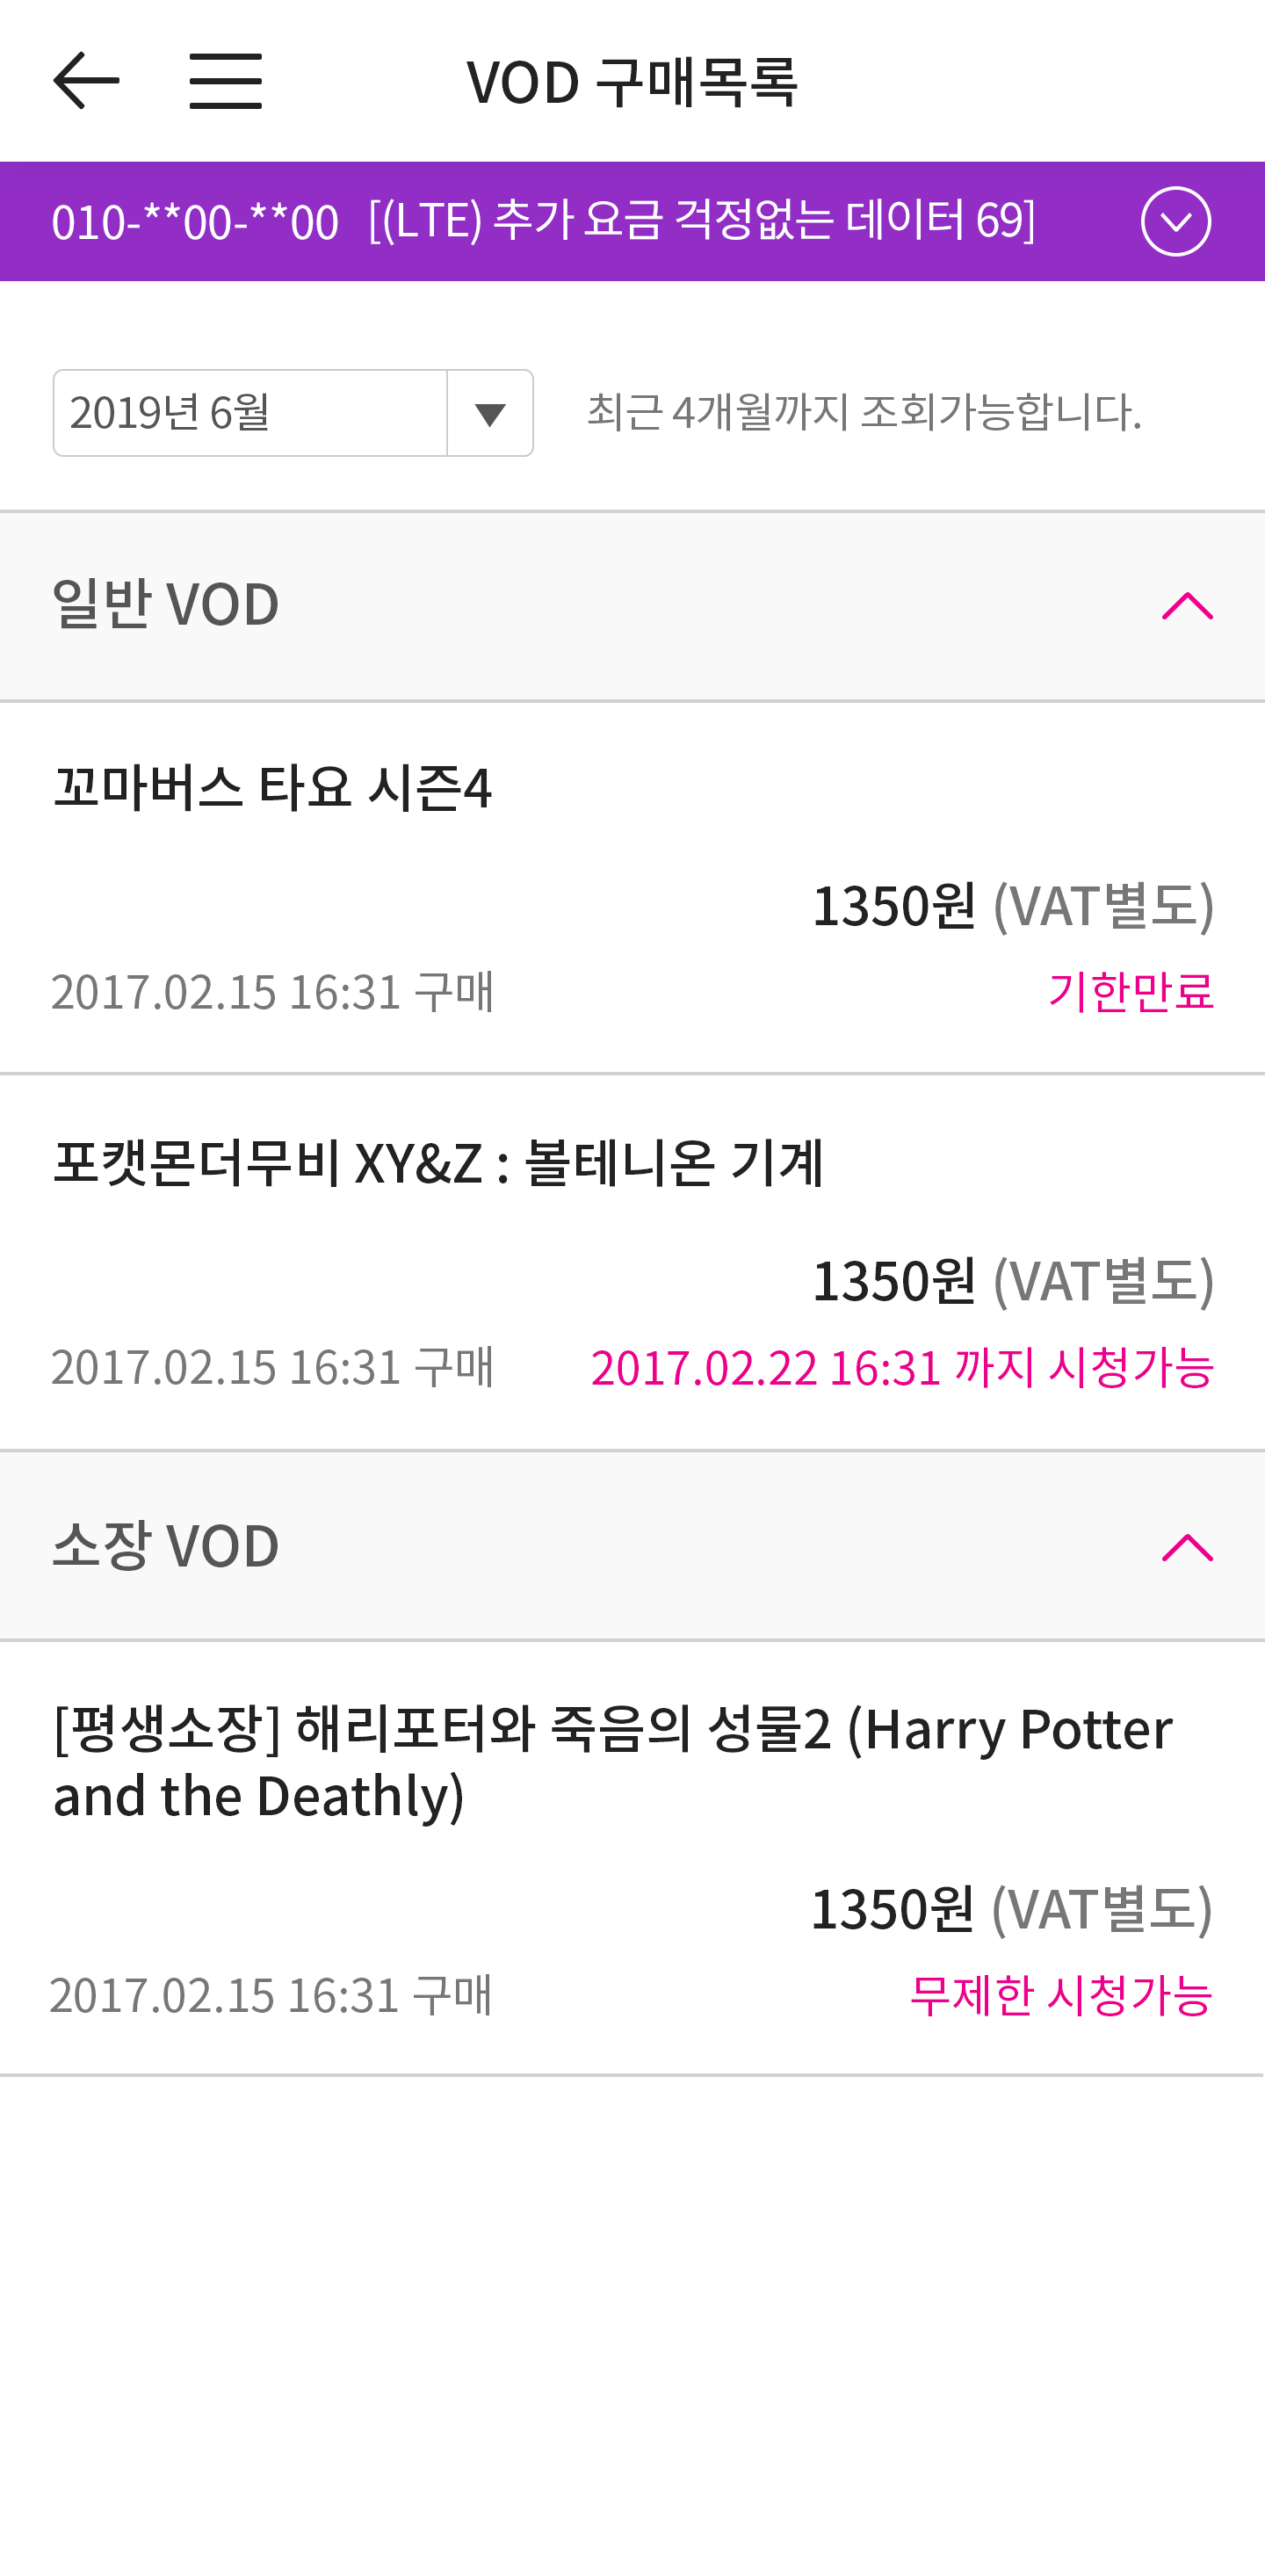 VOD 구매목록
010-**00-**00 [(LTE) 추가 요금 걱정없는 데이터 69]
2019년 6월
최근 4개월까지 조회가능합니다.
일반 VOD
꼬마버스 타요 시즌4
1350원 (VAT별도)
2017.02.15 16:31 구매
기한만료
포캣몬더무비 XY&Z : 볼테니온 기계
1350원 (VAT별도)
2017.02.15 16:31 구매
2017.02.22 16:31 까지 시청가능
소장 VOD
[평생소장] 해리포터와 죽음의 성물2 (Harry Potter
and the Deathly)
1350원 (VAT별도)
2017.02.15 16:31 구매
무제한 시청가능